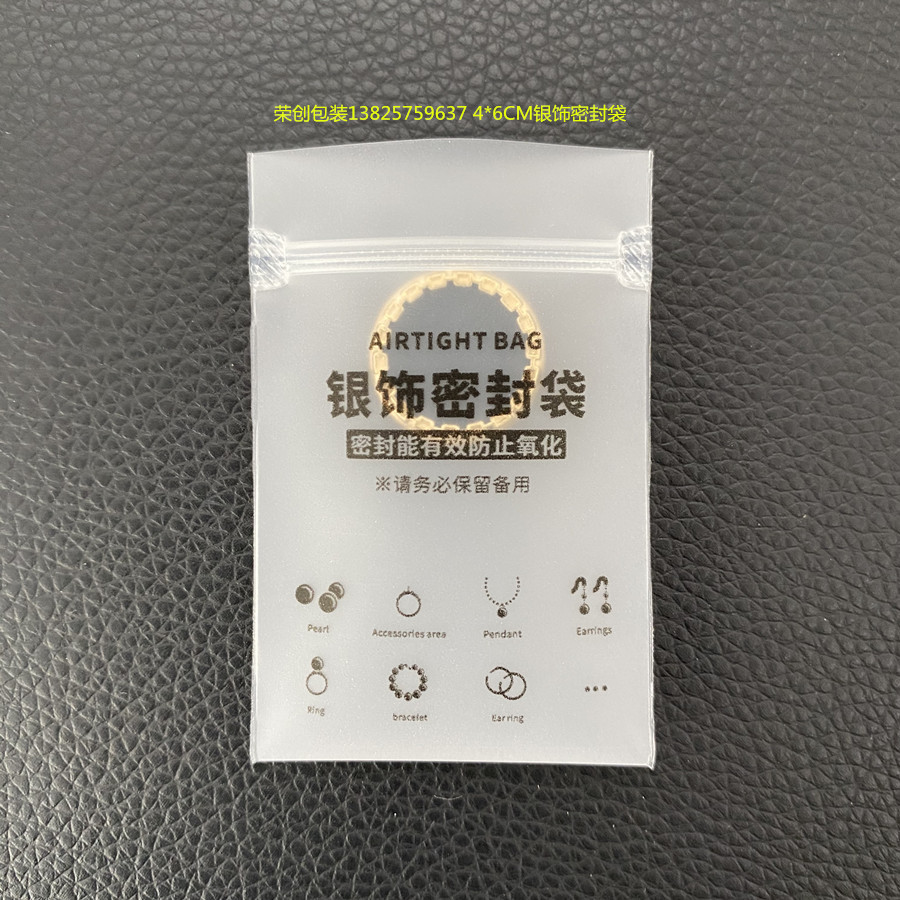 荣创包装13825759637 4*6CM银饰密封袋
AIRTIGHT BAG
银饰密封袋
密封能有效防止氧化
※请务必保留备用
Pearl Accessories area Pendant Earrings
Ring bracelet Earring